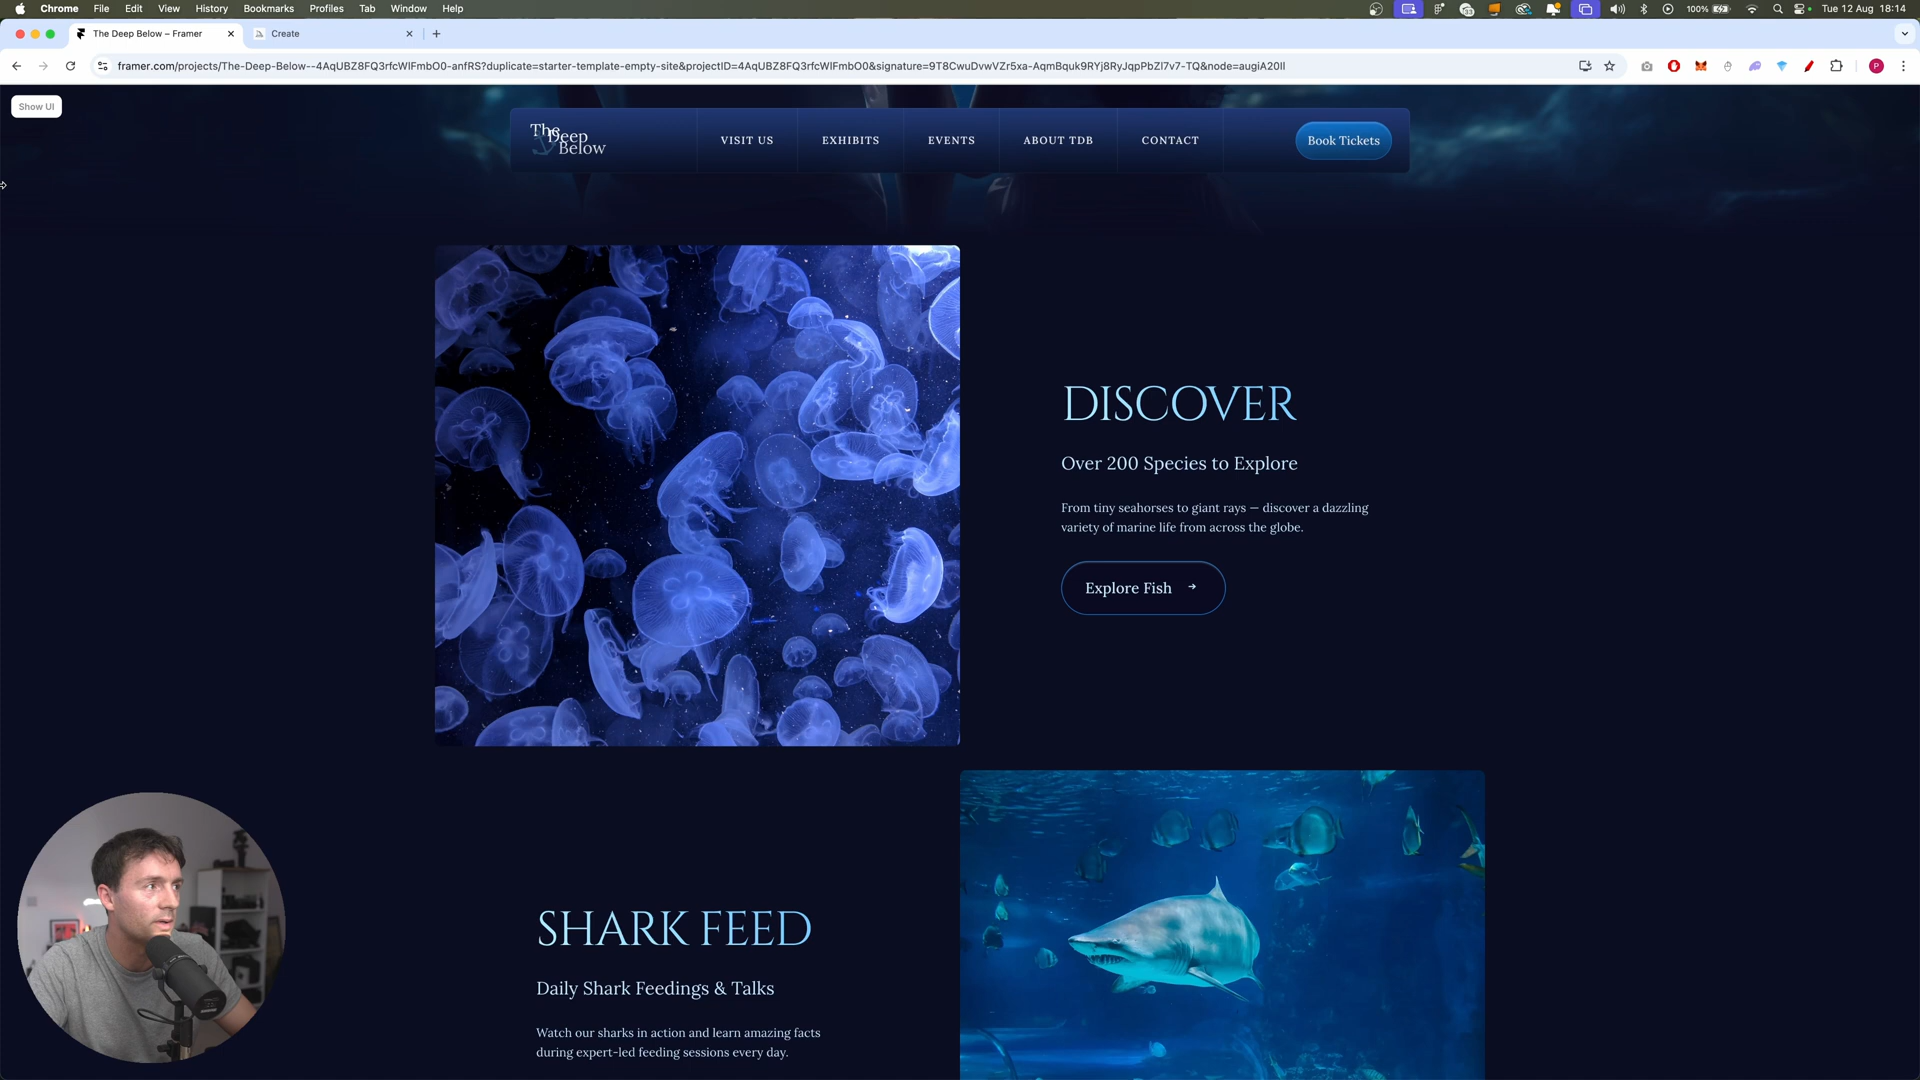 Chrome File Edit View History Bookmarks Profiles Tab Window Help 100% Tue 12 Aug 18:14
The Deep Below – Framer Create
framer.com/projects/The-Deep-Below--4AqUBZ8FQ3rfcWlFmbO0-anfRS?duplicate=starter-template-empty-site&projectID=4AqUBZ8FQ3rfcWlFmbO0&signature=9T8CwuDvwVZr5xa-AqmBquk9RYj8RyJqpPbZl7v7-TQ&node=augiA20Il
Show UI
The
Deep
Below
VISIT US EXHIBITS EVENTS ABOUT TDB CONTACT Book Tickets
DISCOVER
Over 200 Species to Explore
From tiny seahorses to giant rays — discover a dazzling
variety of marine life from across the globe.
Explore Fish
SHARK FEED
Daily Shark Feedings & Talks
Watch our sharks in action and learn amazing facts
during expert-led feeding sessions every day.